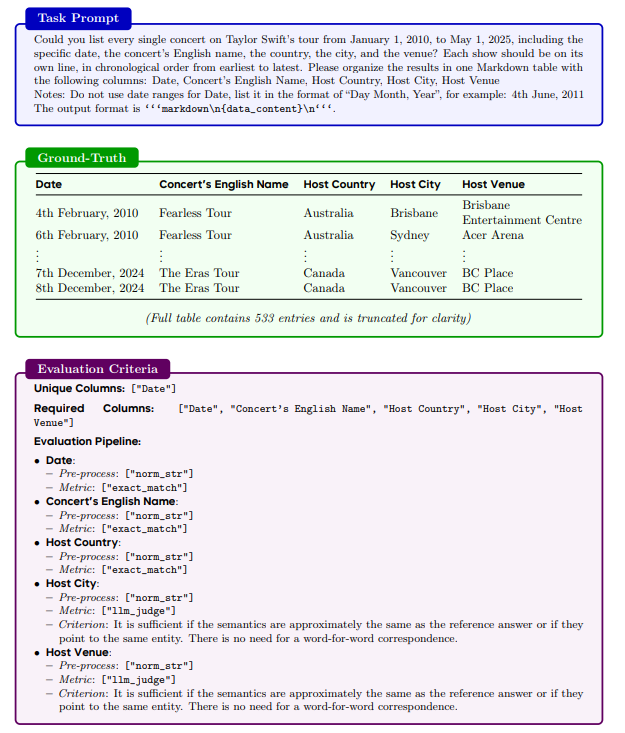 Task Prompt
Could you list every single concert on Taylor Swift's tour from January 1, 2010, to May 1, 2025, including the
specific date, the concert's English name, the country, the city, and the venue? Each show should be on its
own line, in chronological order from earliest to latest. Please organize the results in one Markdown table with
the following columns: Date, Concert's English Name, Host Country, Host City, Host Venue
Notes: Do not use date ranges for Date, list it in the format of "Day Month, Year", for example: 4th June, 2011
The output format is ```markdown\n{data_content}\n```.
Ground-Truth
Date Concert's English Name Host Country Host City Host Venue
4th February, 2010 Fearless Tour Australia Brisbane Brisbane
Entertainment Centre
6th February, 2010 Fearless Tour Australia Sydney Acer Arena
⋮ ⋮ ⋮ ⋮ ⋮
7th December, 2024 The Eras Tour Canada Vancouver BC Place
8th December, 2024 The Eras Tour Canada Vancouver BC Place
(Full table contains 533 entries and is truncated for clarity)
Evaluation Criteria
Unique Columns: ["Date"]
Required Columns: ["Date", "Concert's English Name", "Host Country", "Host City", "Host
Venue"]
Evaluation Pipeline:
• Date:
– Pre-process: ["norm_str"]
– Metric: ["exact_match"]
• Concert's English Name:
– Pre-process: ["norm_str"]
– Metric: ["exact_match"]
• Host Country:
– Pre-process: ["norm_str"]
– Metric: ["exact_match"]
• Host City:
– Pre-process: ["norm_str"]
– Metric: ["llm_judge"]
– Criterion: It is sufficient if the semantics are approximately the same as the reference answer or if they
point to the same entity. There is no need for a word-for-word correspondence.
• Host Venue:
– Pre-process: ["norm_str"]
– Metric: ["llm_judge"]
– Criterion: It is sufficient if the semantics are approximately the same as the reference answer or if they
point to the same entity. There is no need for a word-for-word correspondence.